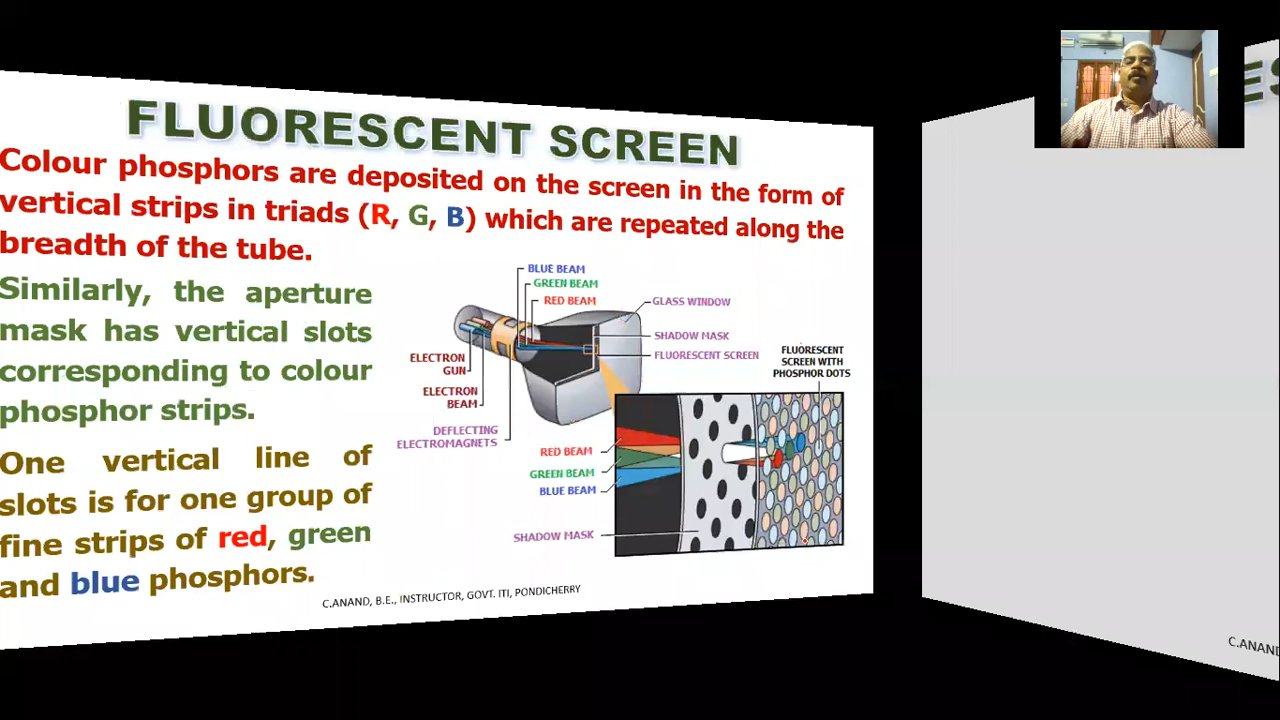 FLUORESCENT SCREEN
Colour phosphors are deposited on the screen in the form of
vertical strips in triads (R, G, B) which are repeated along the
breadth of the tube.
Similarly, the aperture
mask has vertical slots
corresponding to colour
phosphor strips.
One vertical line of
slots is for one group of
fine strips of red, green
and blue phosphors.
BLUE BEAM
GREEN BEAM
RED BEAM
GLASS WINDOW
SHADOW MASK
FLUORESCENT SCREEN
ELECTRON
GUN
ELECTRON
BEAM
DEFLECTING
ELECTROMAGNETS
FLUORESCENT
SCREEN WITH
PHOSPHOR DOTS
RED BEAM
GREEN BEAM
BLUE BEAM
SHADOW MASK
C.ANAND, B.E., INSTRUCTOR, GOVT. ITI, PONDICHERRY
ES
C.ANAND